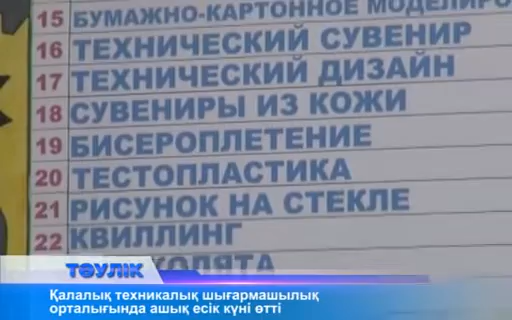 15 БУМАЖНО-КАРТОННОЕ
16 ТЕХНИЧЕСКИЙ СУВЕНИР
17 ТЕХНИЧЕСКИЙ ДИЗАЙН
18 СУВЕНИРЫ ИЗ КОЖИ
19 БИСЕРОПЛЕТЕНИЕ
20 ТЕСТОПЛАСТИКА
21 РИСУНОК НА СТЕКЛЕ
22 КВИЛЛИНГ
ТӘУЛІК
Қалалық техникалық шығармашылық
орталығында ашық есік күні өтті